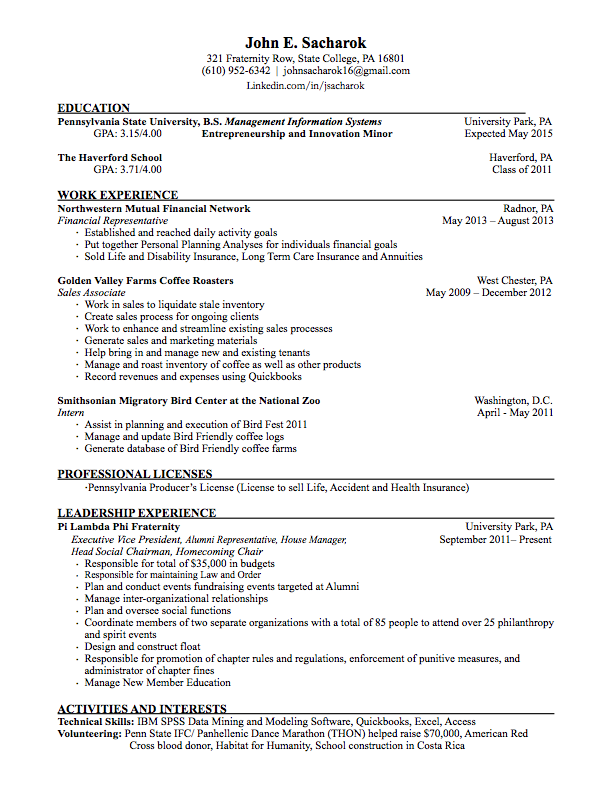 John E. Sacharok
321 Fraternity Row, State College, PA 16801
(610) 952-6342 | johnsacharok16@gmail.com
Linkedin.com/in/jsacharok
EDUCATION
Pennsylvania State University, B.S. Management Information Systems University Park, PA
GPA: 3.15/4.00 Entrepreneurship and Innovation Minor Expected May 2015
The Haverford School Haverford, PA
GPA: 3.71/4.00 Class of 2011
WORK EXPERIENCE
Northwestern Mutual Financial Network Radnor, PA
Financial Representative May 2013 – August 2013
· Established and reached daily activity goals
· Put together Personal Planning Analyses for individuals financial goals
· Sold Life and Disability Insurance, Long Term Care Insurance and Annuities
Golden Valley Farms Coffee Roasters West Chester, PA
Sales Associate May 2009 – December 2012
· Work in sales to liquidate stale inventory
· Create sales process for ongoing clients
· Work to enhance and streamline existing sales processes
· Generate sales and marketing materials
· Help bring in and manage new and existing tenants
· Manage and roast inventory of coffee as well as other products
· Record revenues and expenses using Quickbooks
Smithsonian Migratory Bird Center at the National Zoo Washington, D.C.
Intern April - May 2011
· Assist in planning and execution of Bird Fest 2011
· Manage and update Bird Friendly coffee logs
· Generate database of Bird Friendly coffee farms
PROFESSIONAL LICENSES
·Pennsylvania Producer's License (License to sell Life, Accident and Health Insurance)
LEADERSHIP EXPERIENCE
Pi Lambda Phi Fraternity University Park, PA
Executive Vice President, Alumni Representative, House Manager, September 2011– Present
Head Social Chairman, Homecoming Chair
· Responsible for total of $35,000 in budgets
· Responsible for maintaining Law and Order
· Plan and conduct events fundraising events targeted at Alumni
· Manage inter-organizational relationships
· Plan and oversee social functions
· Coordinate members of two separate organizations with a total of 85 people to attend over 25 philanthropy
and spirit events
· Design and construct float
· Responsible for promotion of chapter rules and regulations, enforcement of punitive measures, and
administrator of chapter fines
· Manage New Member Education
ACTIVITIES AND INTERESTS
Technical Skills: IBM SPSS Data Mining and Modeling Software, Quickbooks, Excel, Access
Volunteering: Penn State IFC/ Panhellenic Dance Marathon (THON) helped raise $70,000, American Red
Cross blood donor, Habitat for Humanity, School construction in Costa Rica